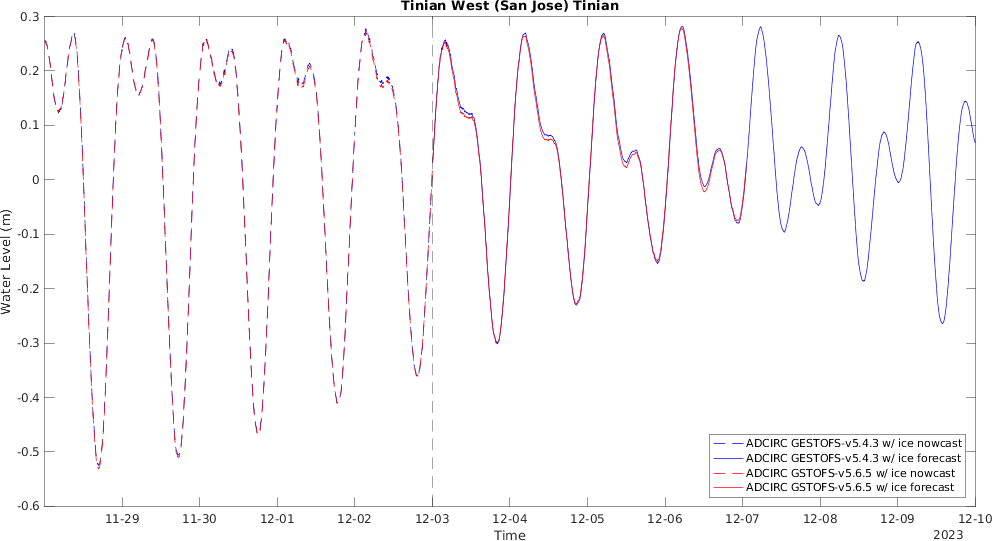 Tinian West (San Jose) Tinian
0.3
0.2
0.1
0
-0.1
-0.2
-0.3
-0.4
-0.5
-0.6
Water Level (m)
ADCIRC GESTOFS-v5.4.3 w/ ice nowcast
ADCIRC GESTOFS-v5.4.3 w/ ice forecast
ADCIRC GSTOFS-v5.6.5 w/ ice nowcast
ADCIRC GSTOFS-v5.6.5 w/ ice forecast
11-29 11-30 12-01 12-02 12-03 12-04 12-05 12-06 12-07 12-08 12-09 12-10
Time
2023